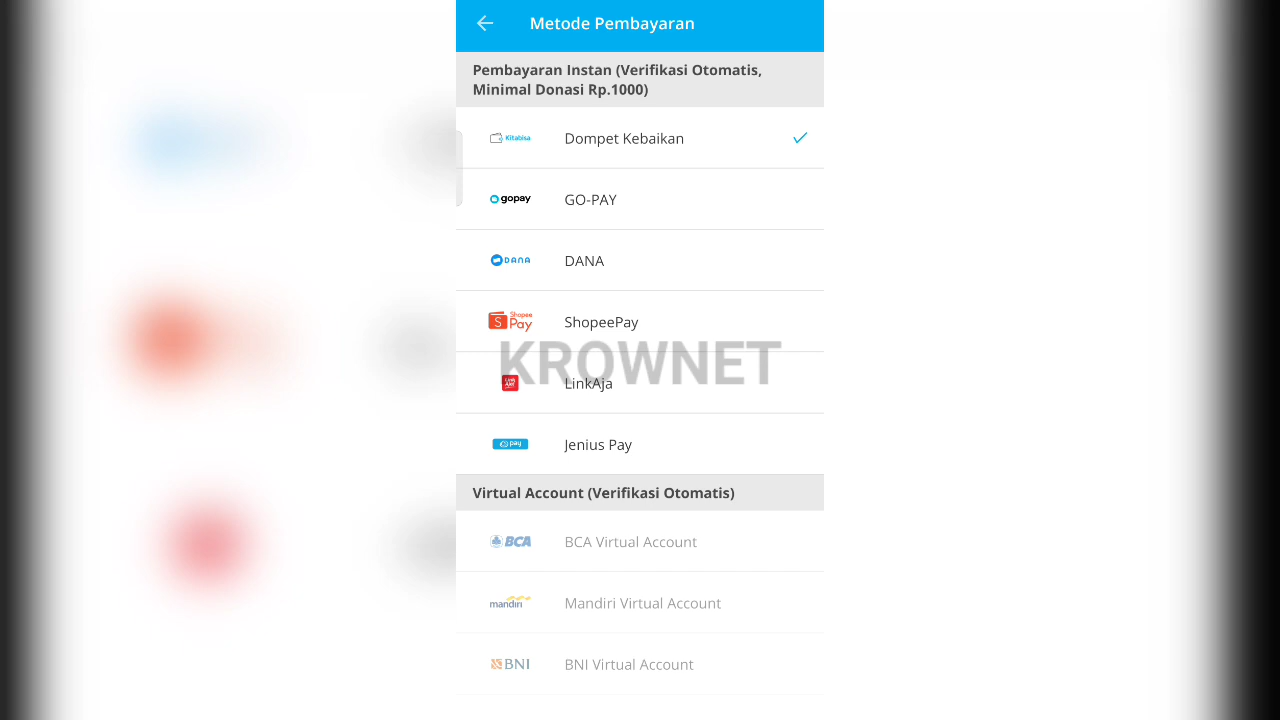 Metode Pembayaran
Pembayaran Instan (Verifikasi Otomatis,
Minimal Donasi Rp.1000)
Kitabisa Dompet Kebaikan
gopay GO-PAY
DANA DANA
Shopee
Pay ShopeePay
KROWNET
LinkAja
pay Jenius Pay
Virtual Account (Verifikasi Otomatis)
BCA BCA Virtual Account
mandiri Mandiri Virtual Account
BNI BNI Virtual Account